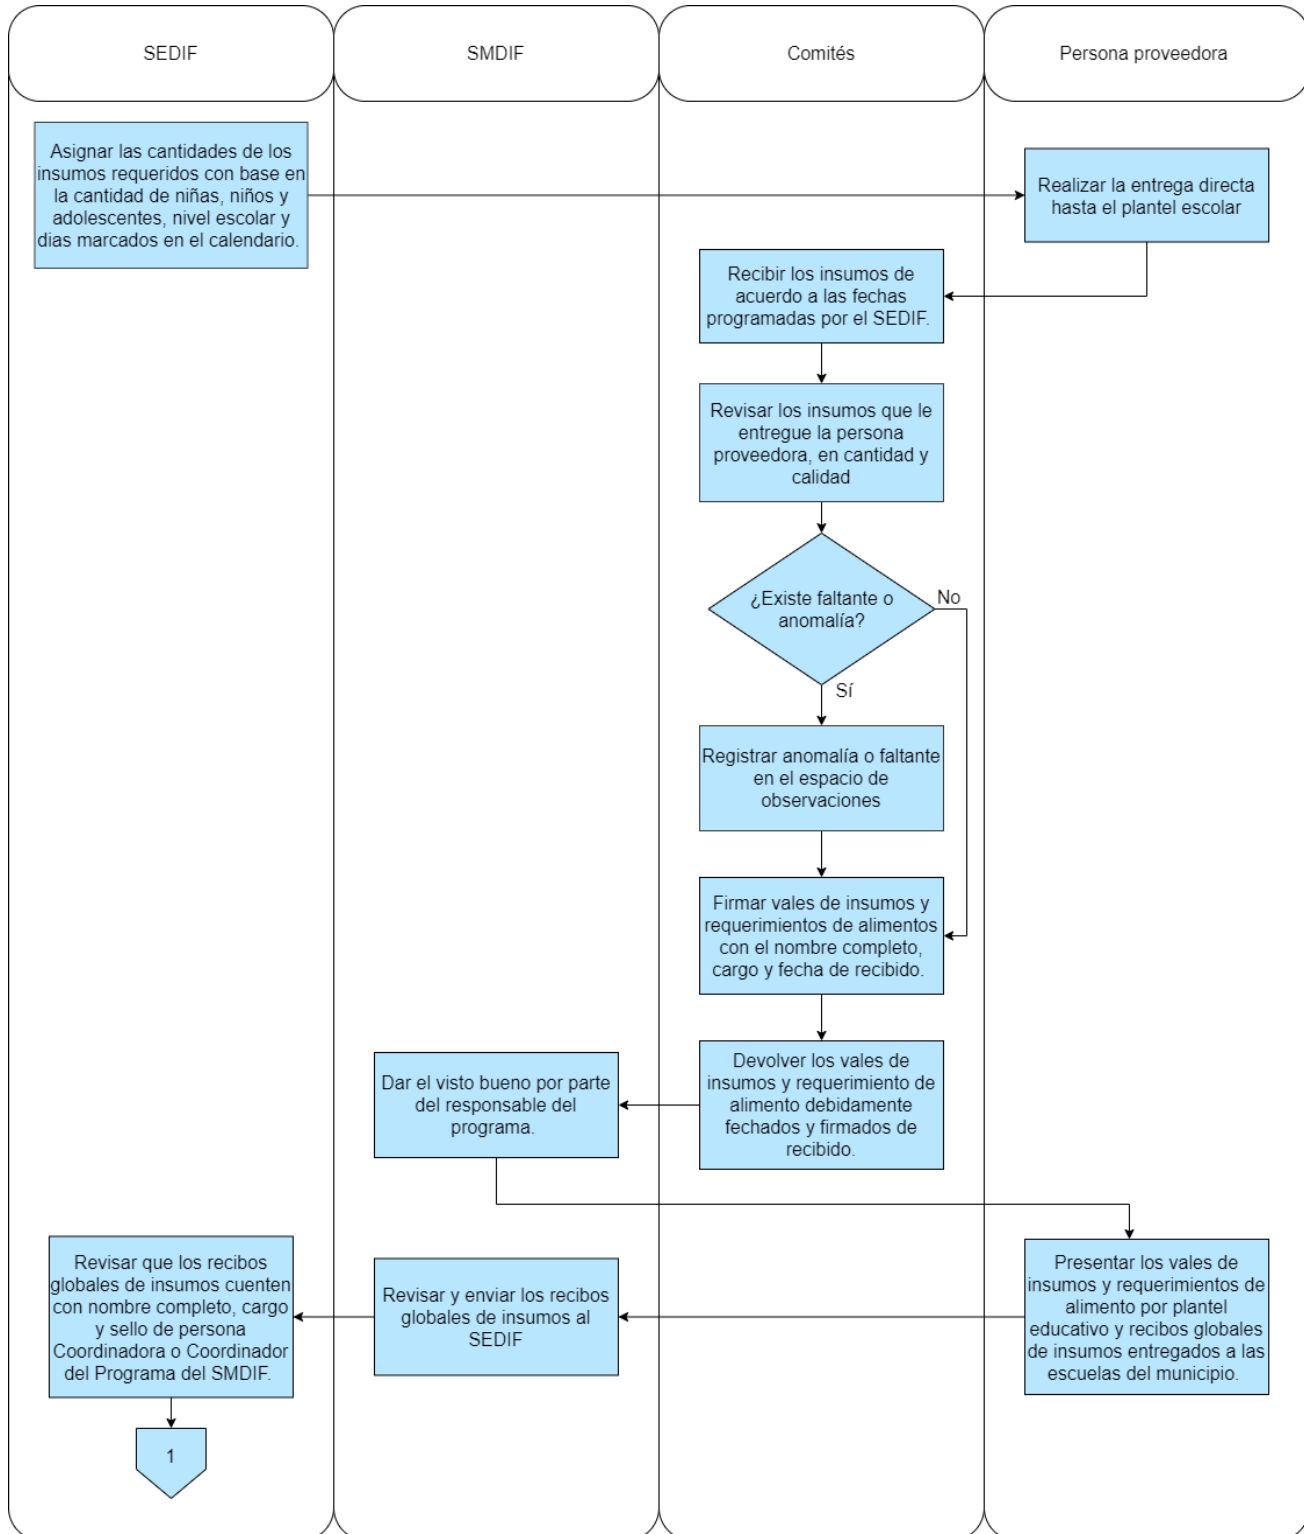 SEDIF
SMDIF
Comités
Persona proveedora
Asignar las cantidades de los
insumos requeridos con base en
la cantidad de niñas, niños y
adolescentes, nivel escolar y
dias marcados en el calendario.
Realizar la entrega directa
hasta el plantel escolar
Recibir los insumos de
acuerdo a las fechas
programadas por el SEDIF.
Revisar los insumos que le
entregue la persona
proveedora, en cantidad y
calidad
¿Existe faltante o
anomalía?
No
Sí
Registrar anomalía o faltante
en el espacio de
observaciones
Firmar vales de insumos y
requerimientos de alimentos
con el nombre completo,
cargo y fecha de recibido.
Devolver los vales de
insumos y requerimiento de
alimento debidamente
fechados y firmados de
recibido.
Dar el visto bueno por parte
del responsable del
programa.
Presentar los vales de
insumos y requerimientos de
alimento por plantel
educativo y recibos globales
de insumos entregados a las
escuelas del municipio.
Revisar y enviar los recibos
globales de insumos al
SEDIF
Revisar que los recibos
globales de insumos cuenten
con nombre completo, cargo
y sello de persona
Coordinadora o Coordinador
del Programa del SMDIF.
1